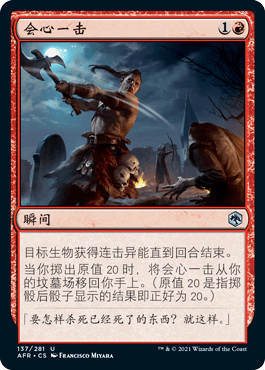 会心一击
1
瞬间
目标生物获得连击异能直到回合结束。
当你掷出原值20时，将会心一击从你
的坟墓场移回你手上。（原值20是指掷
骰后骰子显示的结果即正好为20。）
「要怎样杀死已经死了的东西？就这样。」
137/281 U
AFR • CS Francisco Miyara
™ & © 2021 Wizards of the Coast